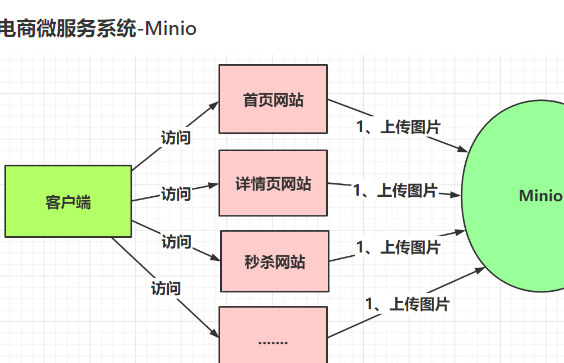 电商微服务系统-Minio
首页网站
1、上传图片
访问
客户端
访问
详情页网站
1、上传图片
Minio
访问
秒杀网站
1、上传图片
访问
.......
1、上传图片